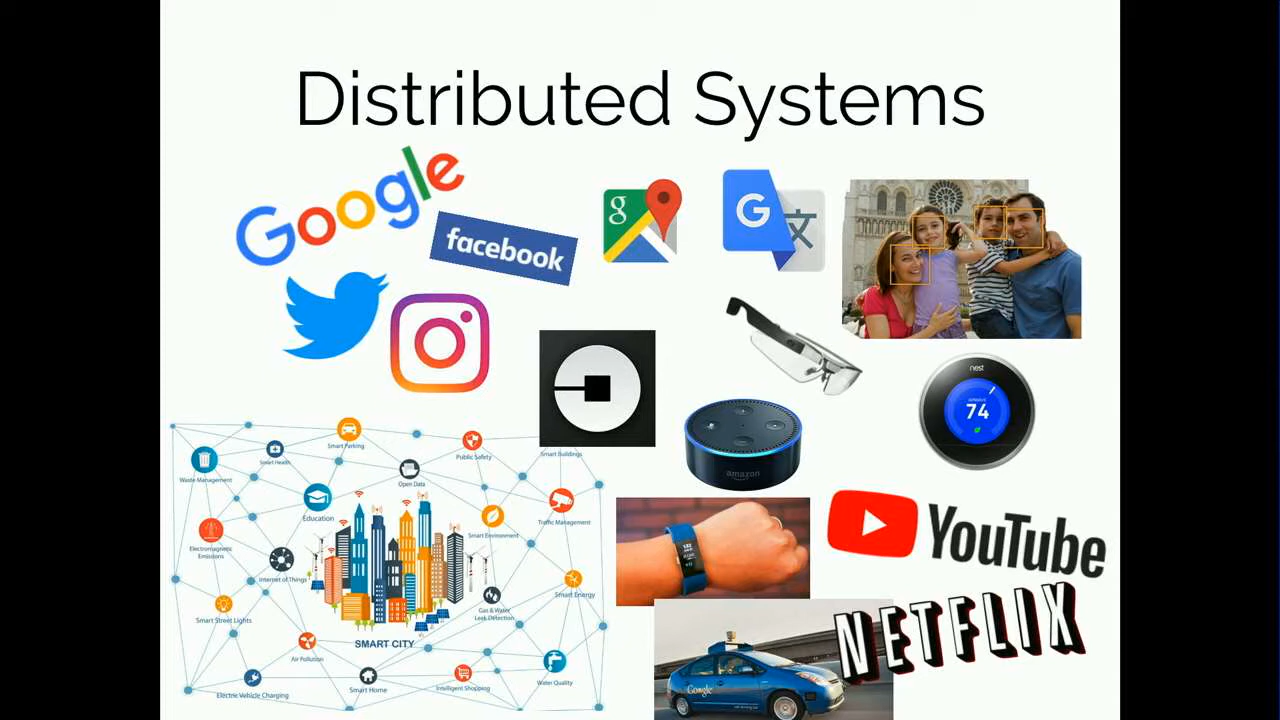 Distributed Systems
Google
facebook
g
G 文
nest
74
amazon
YouTube
NETFLIX
Google
Smart Parking
Smart Health
Public Safety
Smart Buildings
Waste Management
Open Data
Education
Traffic Management
Smart Environment
Electromagnetic
Emissions
Internet of Things
Smart Energy
Gas & Water
Leak Detection
Smart Street Lights
SMART CITY
Air Pollution
Electric Vehicle Charging
Smart Home
Intelligent Shopping
Water Quality